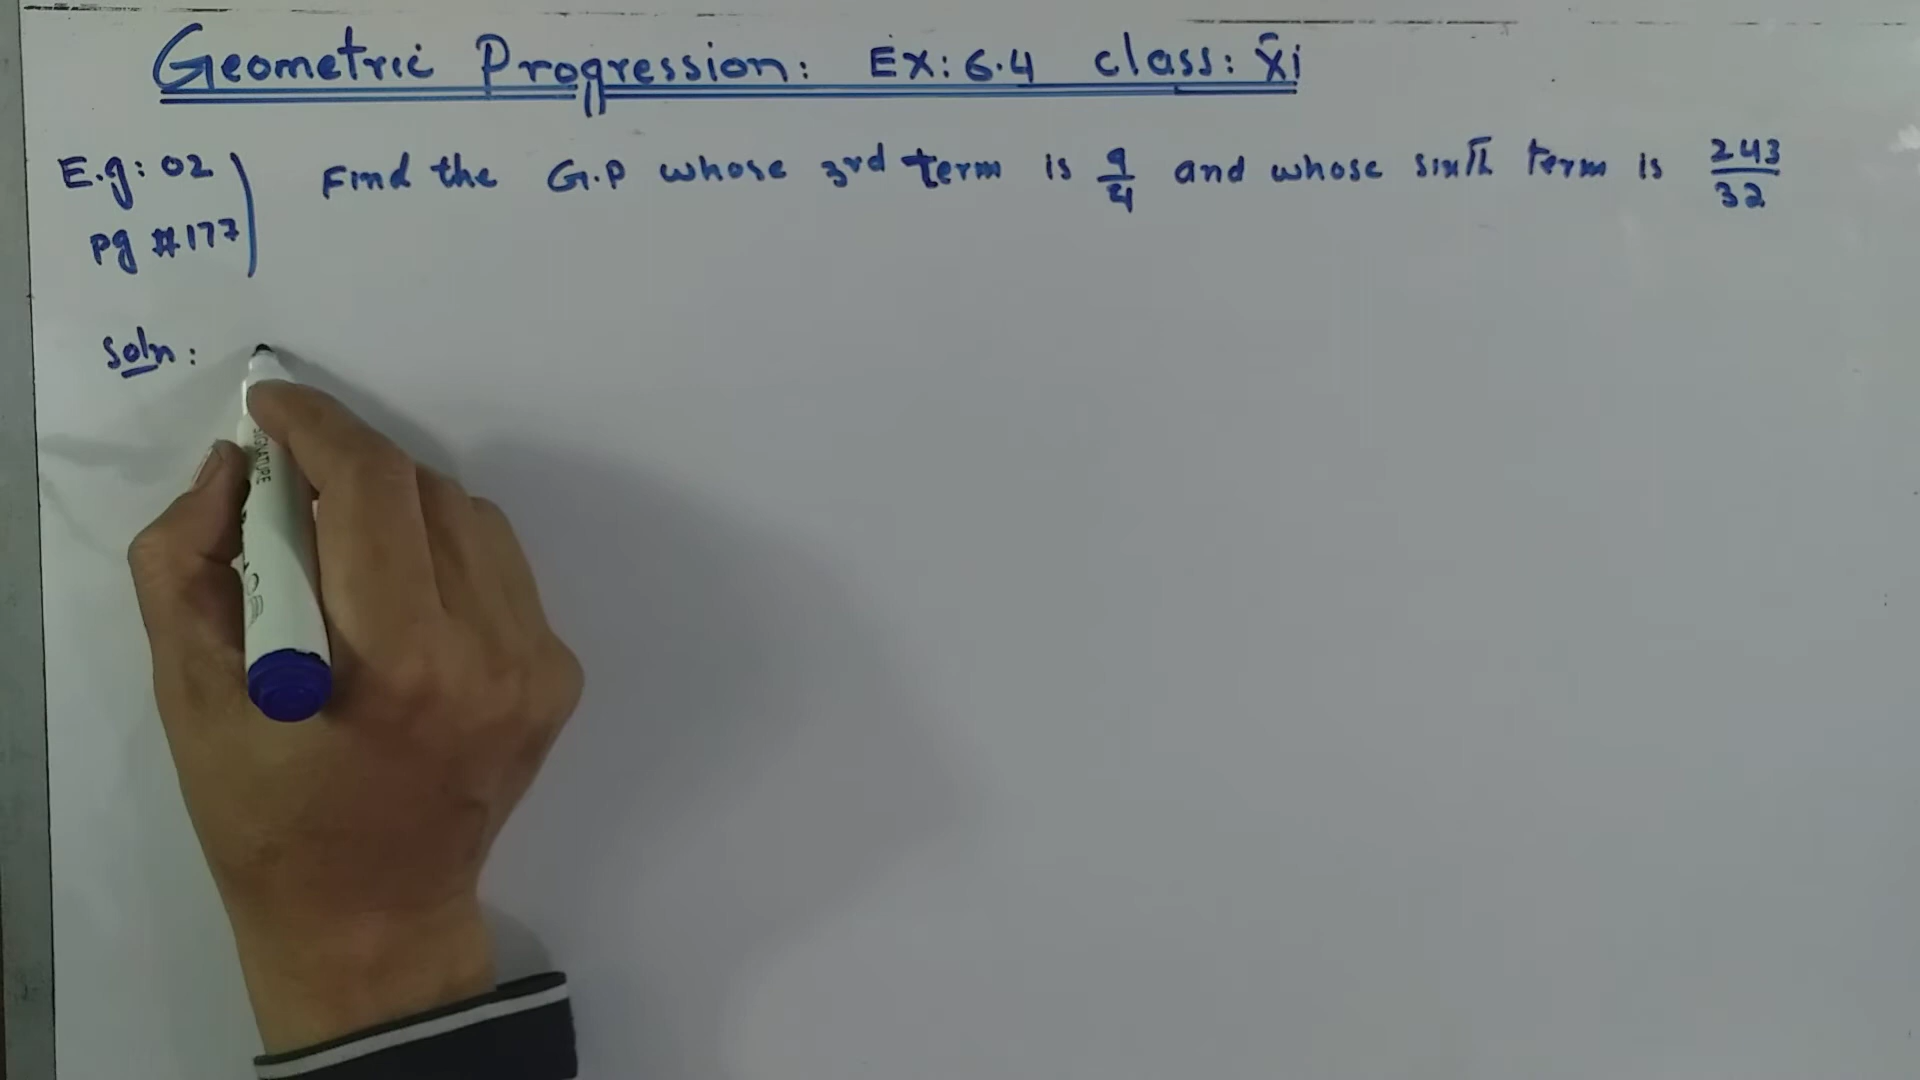 Geometric Progression: Ex: 6.4 class: XI
E.g: 02 Find the G.P whose 3rd term is 9/4 and whose sixth term is 243/32
Pg #177
Soln:
SIGNATURE